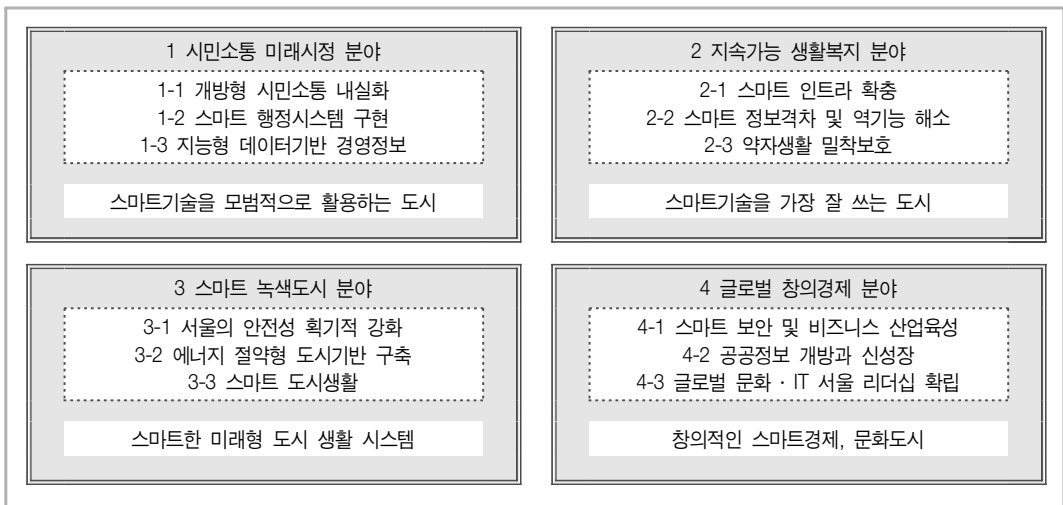 1 시민소통 미래시정 분야
1-1 개방형 시민소통 내실화
1-2 스마트 행정시스템 구현
1-3 지능형 데이터기반 경영정보
스마트기술을 모범적으로 활용하는 도시
2 지속가능 생활복지 분야
2-1 스마트 인트라 확충
2-2 스마트 정보격차 및 역기능 해소
2-3 약자생활 밀착보호
스마트기술을 가장 잘 쓰는 도시
3 스마트 녹색도시 분야
3-1 서울의 안전성 획기적 강화
3-2 에너지 절약형 도시기반 구축
3-3 스마트 도시생활
스마트한 미래형 도시 생활 시스템
4 글로벌 창의경제 분야
4-1 스마트 보안 및 비즈니스 산업육성
4-2 공공정보 개방과 신성장
4-3 글로벌 문화 · IT 서울 리더십 확립
창의적인 스마트경제, 문화도시